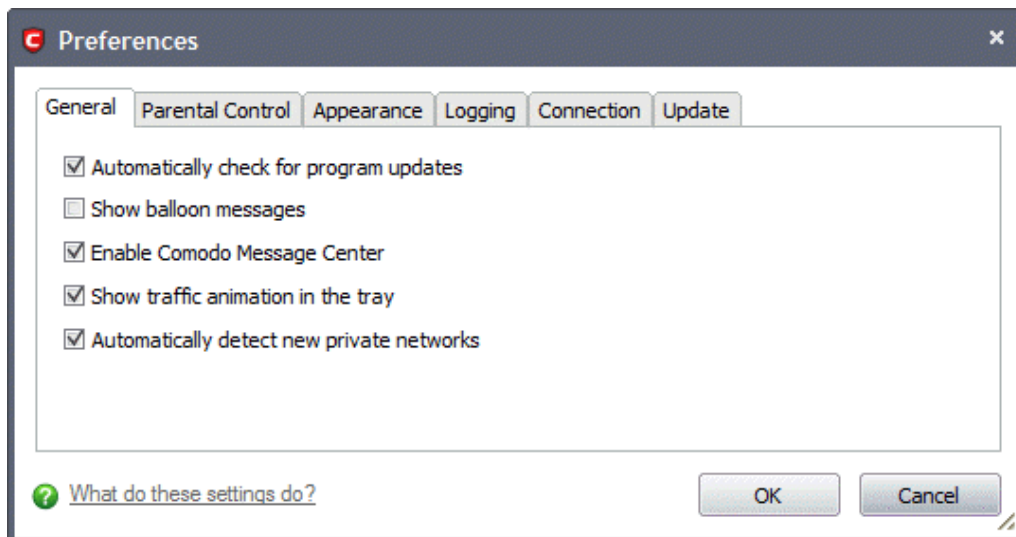 Preferences
General Parental Control Appearance Logging Connection Update
Automatically check for program updates
Show balloon messages
Enable Comodo Message Center
Show traffic animation in the tray
Automatically detect new private networks
What do these settings do? OK Cancel